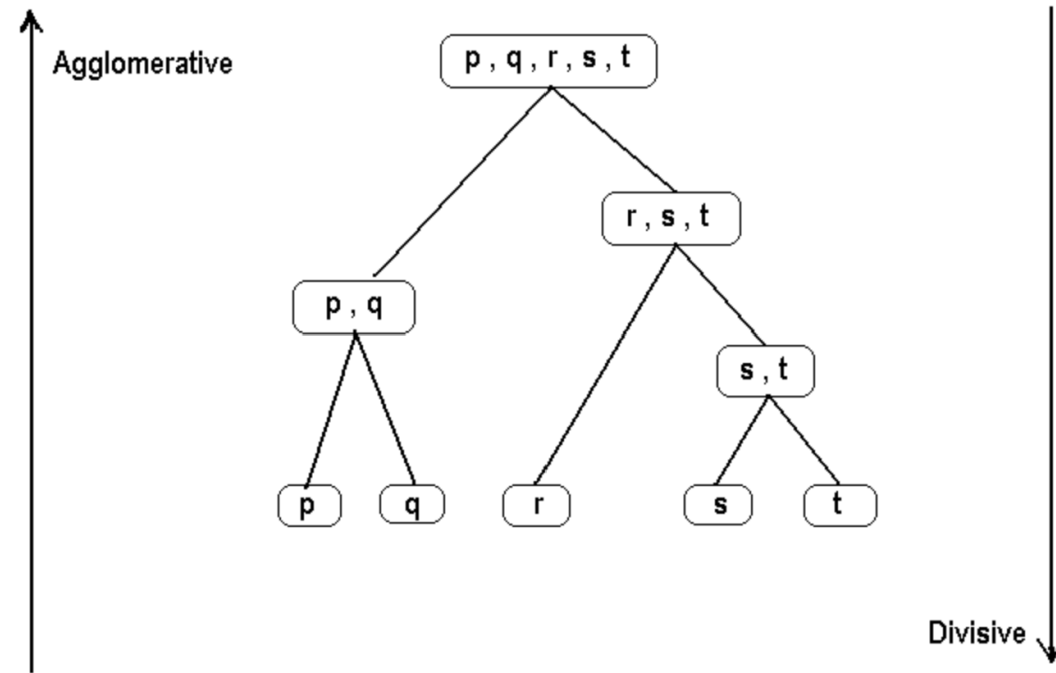 Agglomerative
p , q , r , s , t
r , s , t
p , q
s , t
p
q
r
s
t
Divisive